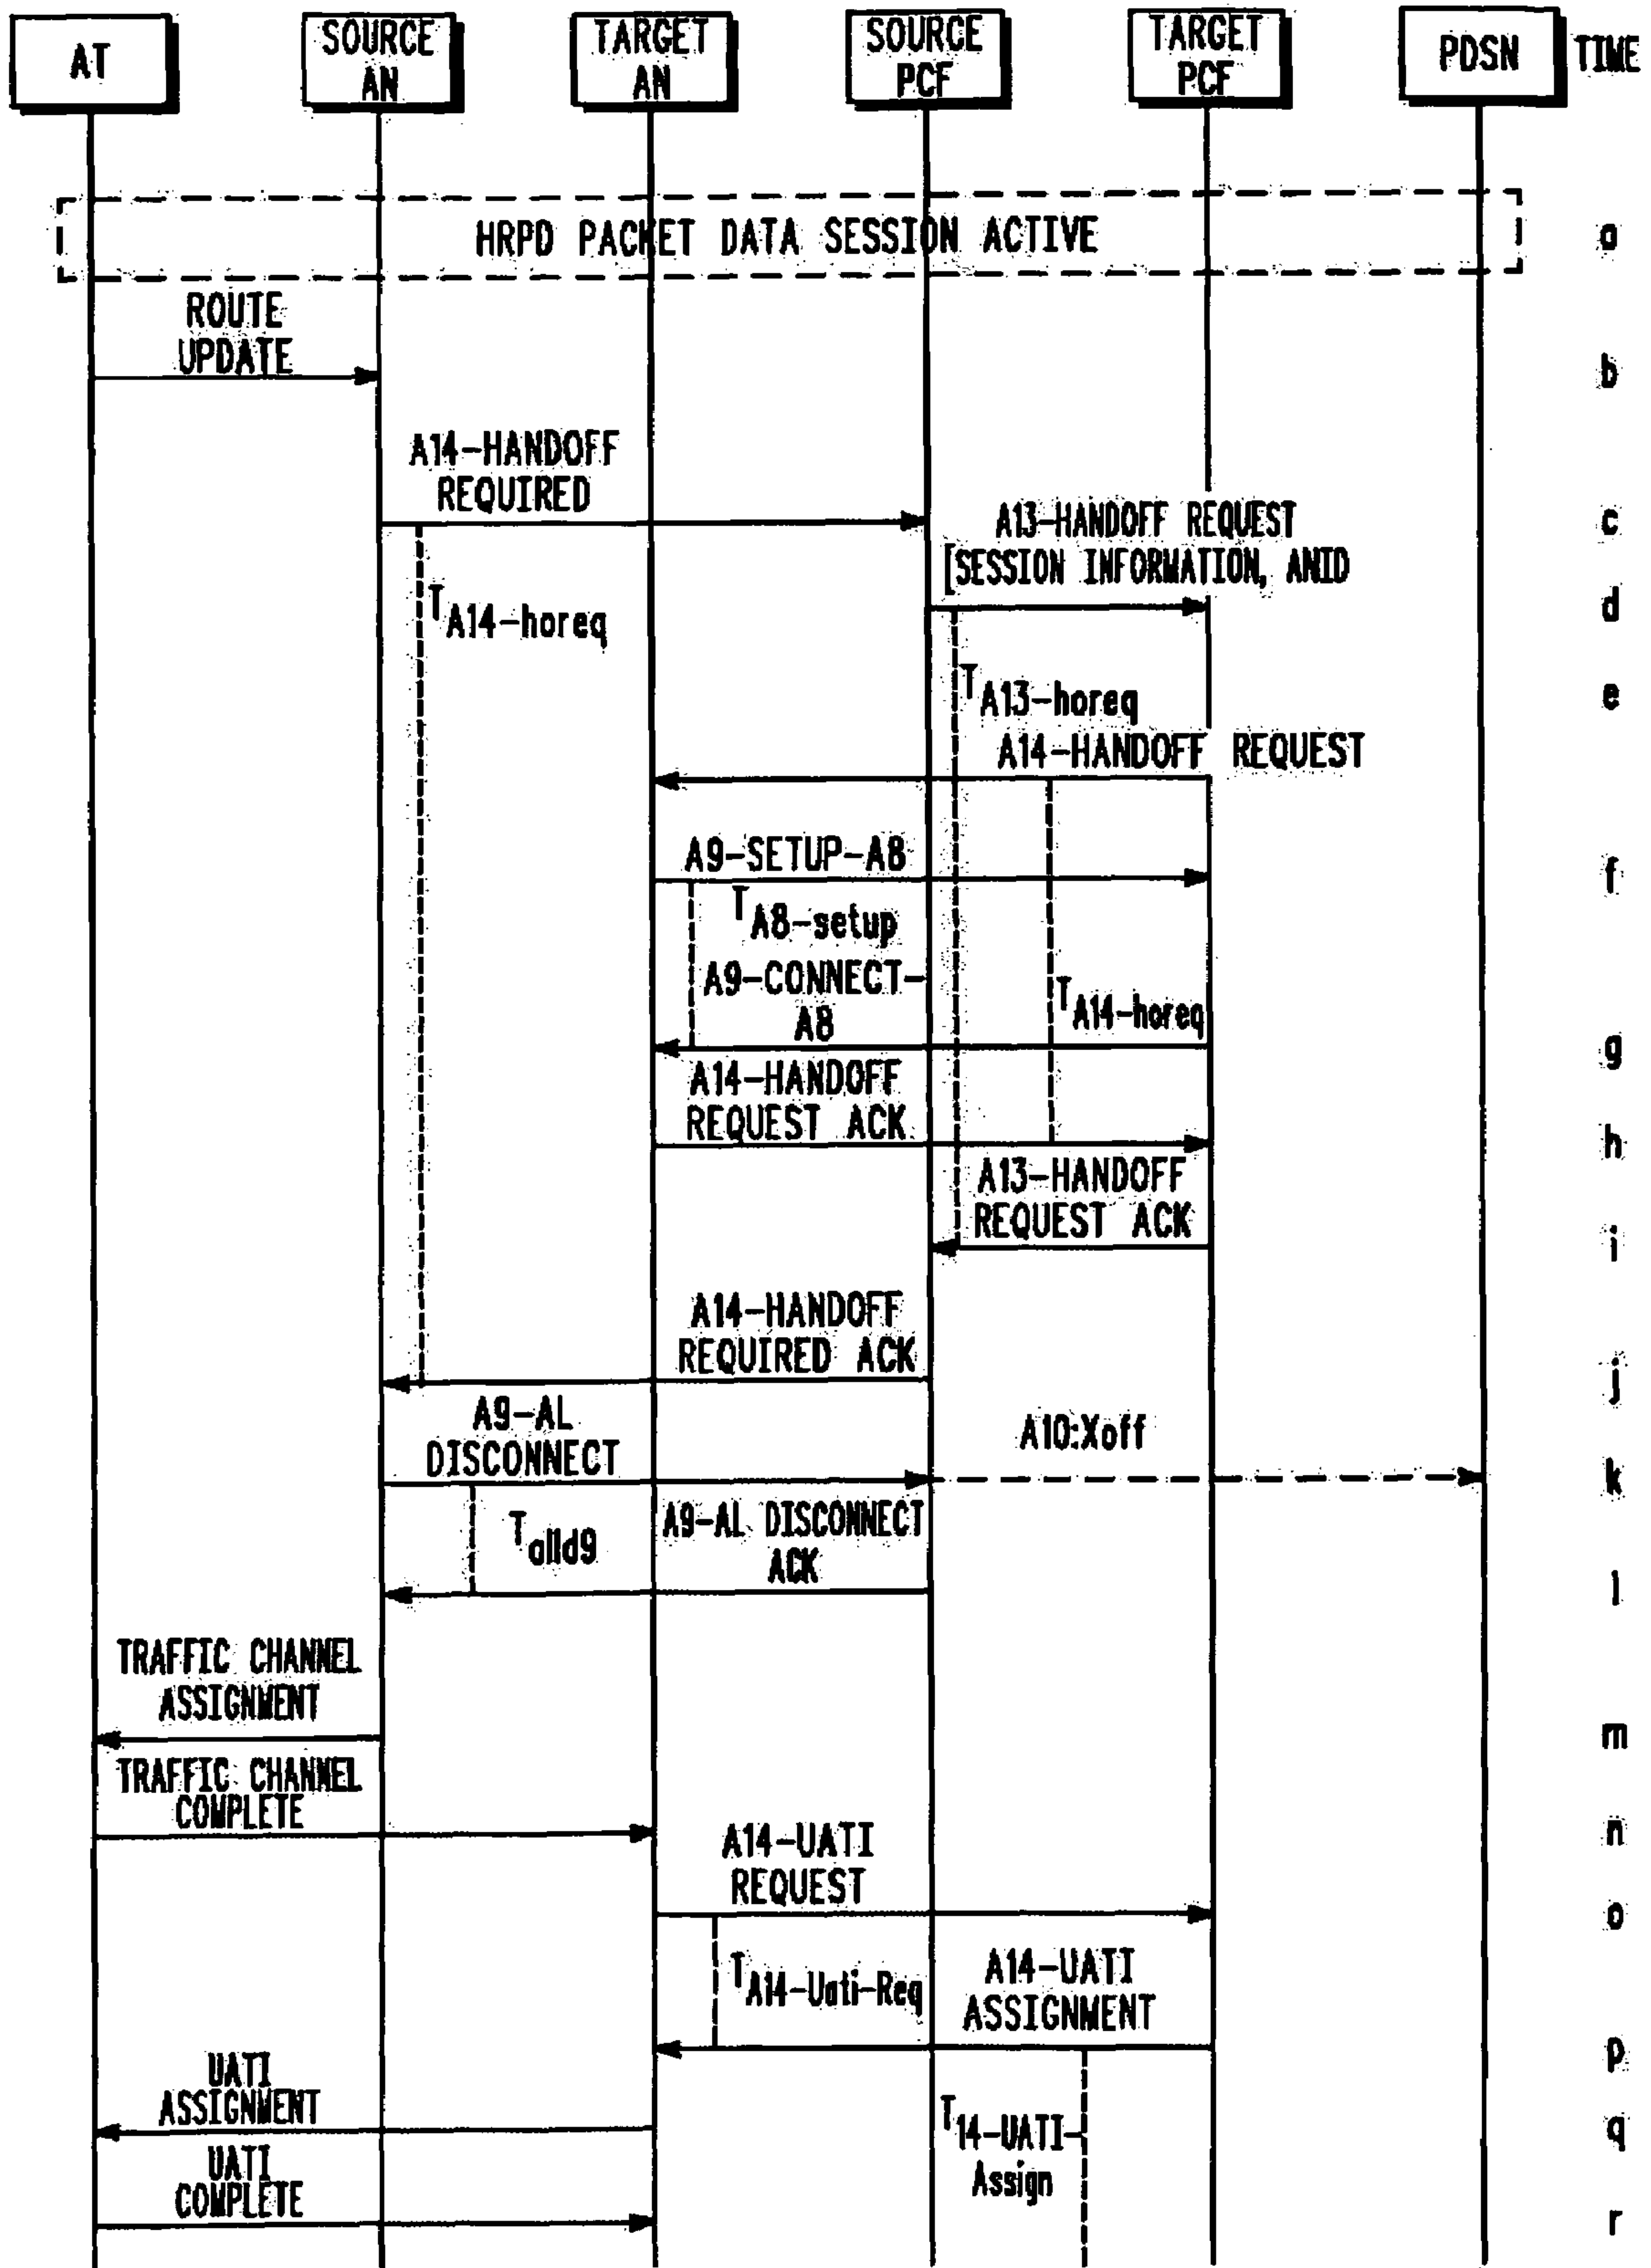 AT
SOURCE
AN
TARGET
AN
SOURCE
PCF
TARGET
PCF
PDSN
TIME
HRPD PACKET DATA SESSION ACTIVE
a
ROUTE
UPDATE
b
A14-HANDOFF
REQUIRED
c
A13-HANDOFF REQUEST
[SESSION INFORMATION, ANID
d
TA14-horeq
TA13-horeq
e
A14-HANDOFF REQUEST
A9-SETUP-A8
f
TA8-setup
A9-CONNECT-
A8
TA14-horeq
g
A14-HANDOFF
REQUEST ACK
h
A13-HANDOFF
REQUEST ACK
i
A14-HANDOFF
REQUIRED ACK
j
A9-AL
DISCONNECT
A10:Xoff
k
Talld9
A9-AL DISCONNECT
ACK
l
TRAFFIC CHANNEL
ASSIGNMENT
m
TRAFFIC CHANNEL
COMPLETE
n
A14-UATI
REQUEST
o
TA14-Uati-Req
A14-UATI
ASSIGNMENT
p
UATI
ASSIGNMENT
q
T14-UATI-
Assign
UATI
COMPLETE
r